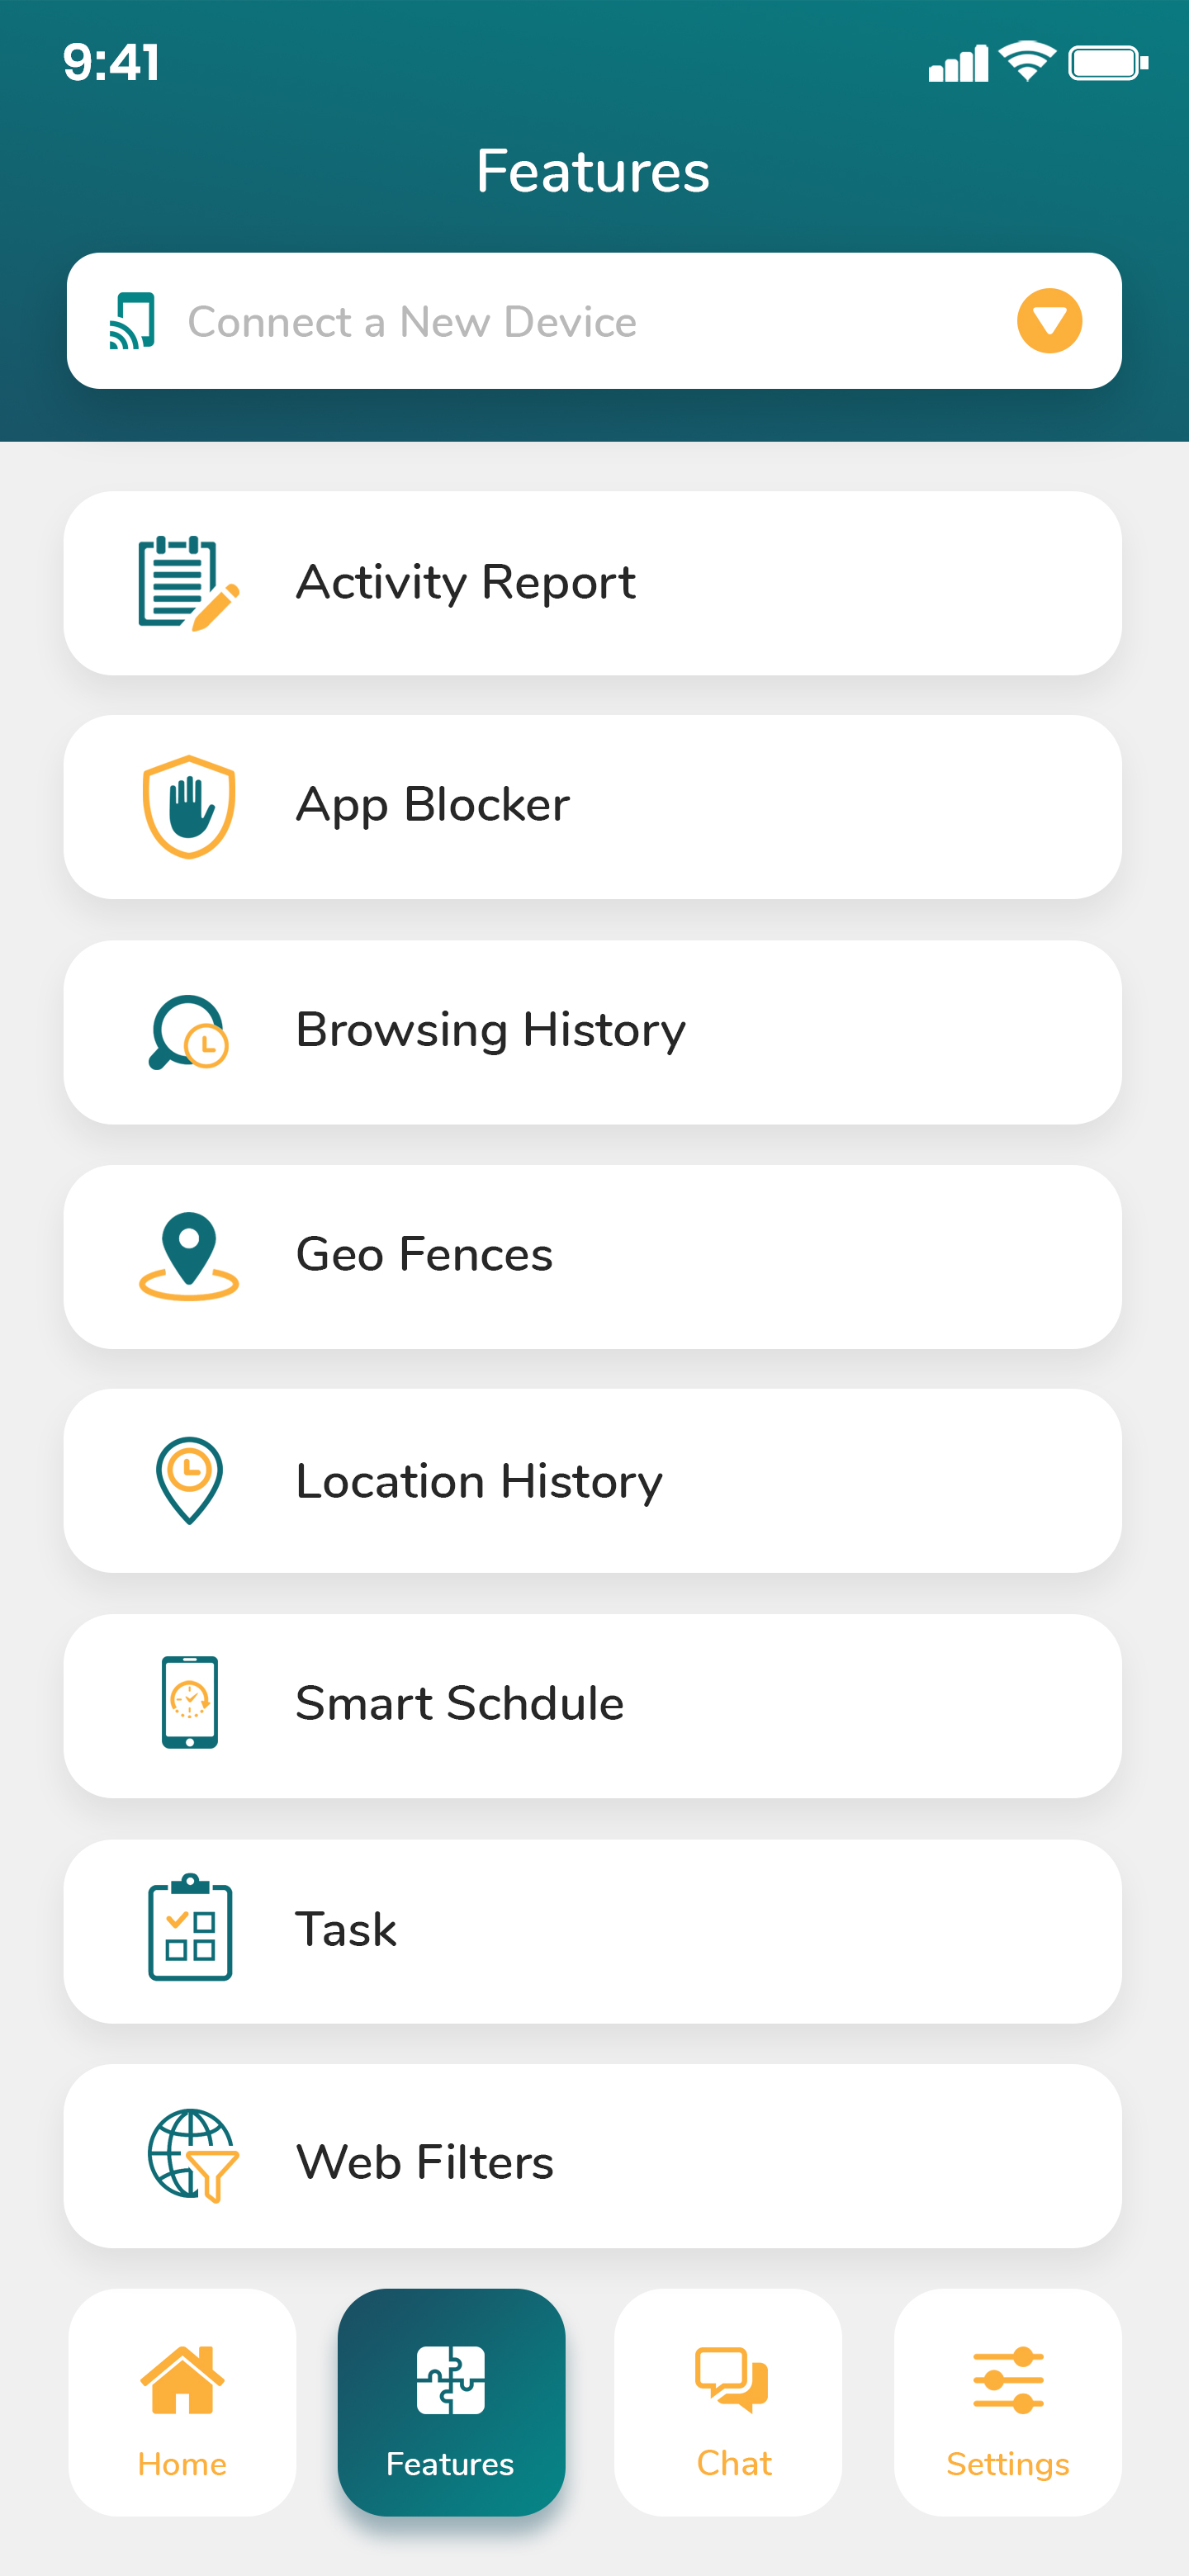 9:41
Features
Connect a New Device
Activity Report
App Blocker
Browsing History
Geo Fences
Location History
Smart Schdule
Task
Web Filters
Home
Features
Chat
Settings